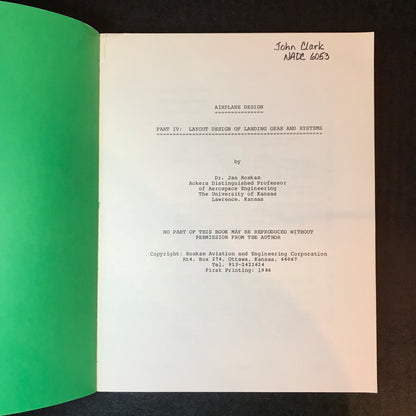 John Clark
NADC 6053
AIRPLANE DESIGN
===============
PART IV: LAYOUT DESIGN OF LANDING GEAR AND SYSTEMS
==================================================
by
Dr. Jan Roskam
Ackers Distinguished Professor
of Aerospace Engineering
The University of Kansas
Lawrence, Kansas
NO PART OF THIS BOOK MAY BE REPRODUCED WITHOUT
PERMISSION FROM THE AUTHOR
Copyright: Roskam Aviation and Engineering Corporation
Rt4, Box 274, Ottawa, Kansas, 66067
Tel. 913-2421624
First Printing: 1986